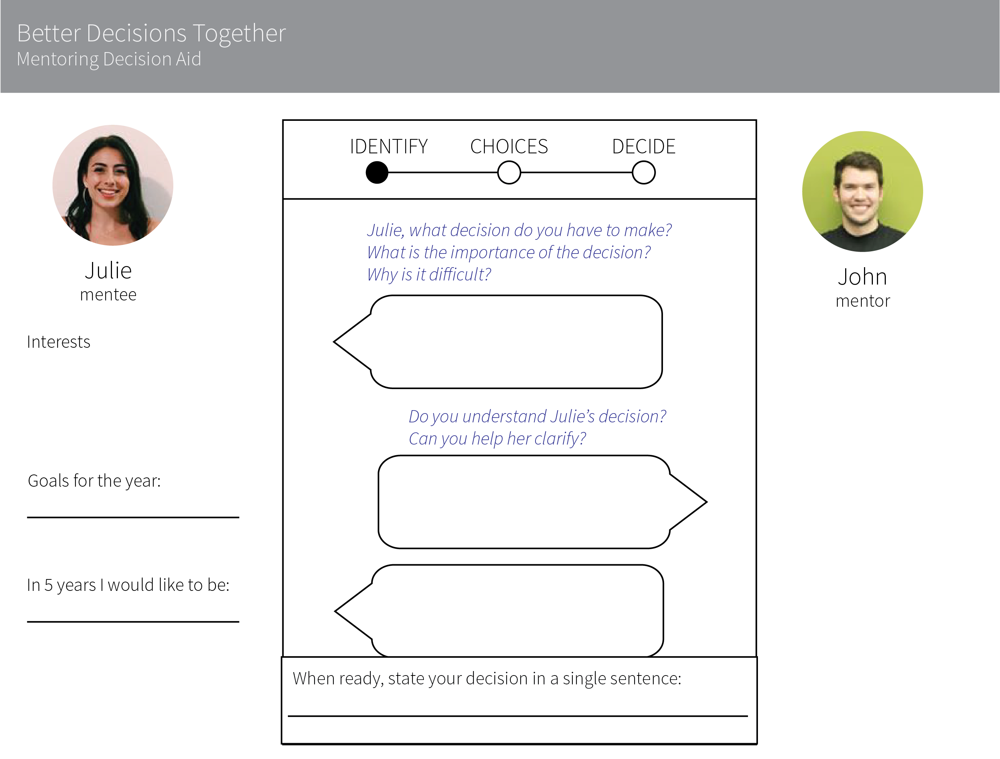 Better Decisions Together
Mentoring Decision Aid
Julie
mentee
Interests
Goals for the year:
In 5 years I would like to be:
IDENTIFY
CHOICES
DECIDE
Julie, what decision do you have to make?
What is the importance of the decision?
Why is it difficult?
Do you understand Julie’s decision?
Can you help her clarify?
When ready, state your decision in a single sentence:
John
mentor